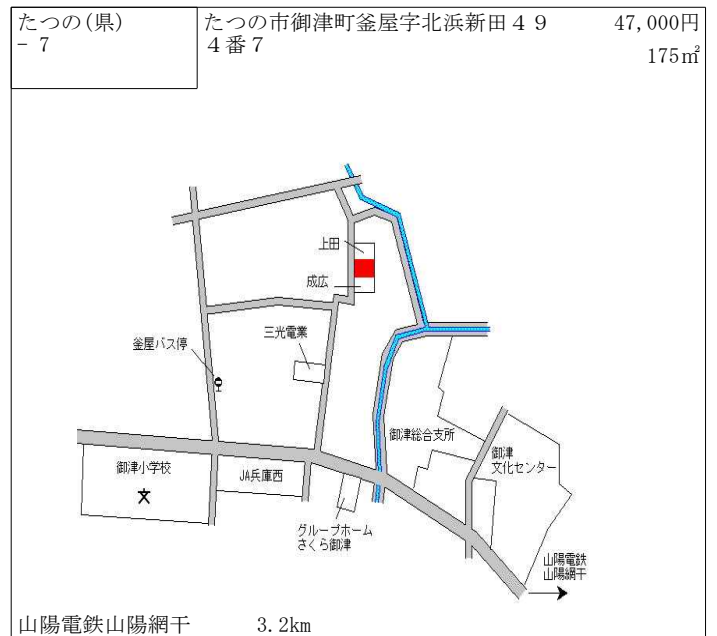 たつの(県)
－７
たつの市御津町釜屋字北浜新田４９
４番７
47,000円
175㎡
上田
成広
三光電業
釜屋バス停
御津総合支所
御津
文化センター
御津小学校
文
JA兵庫西
グループホーム
さくら御津
山陽電鉄
山陽網干
山陽電鉄山陽網干 3.2km